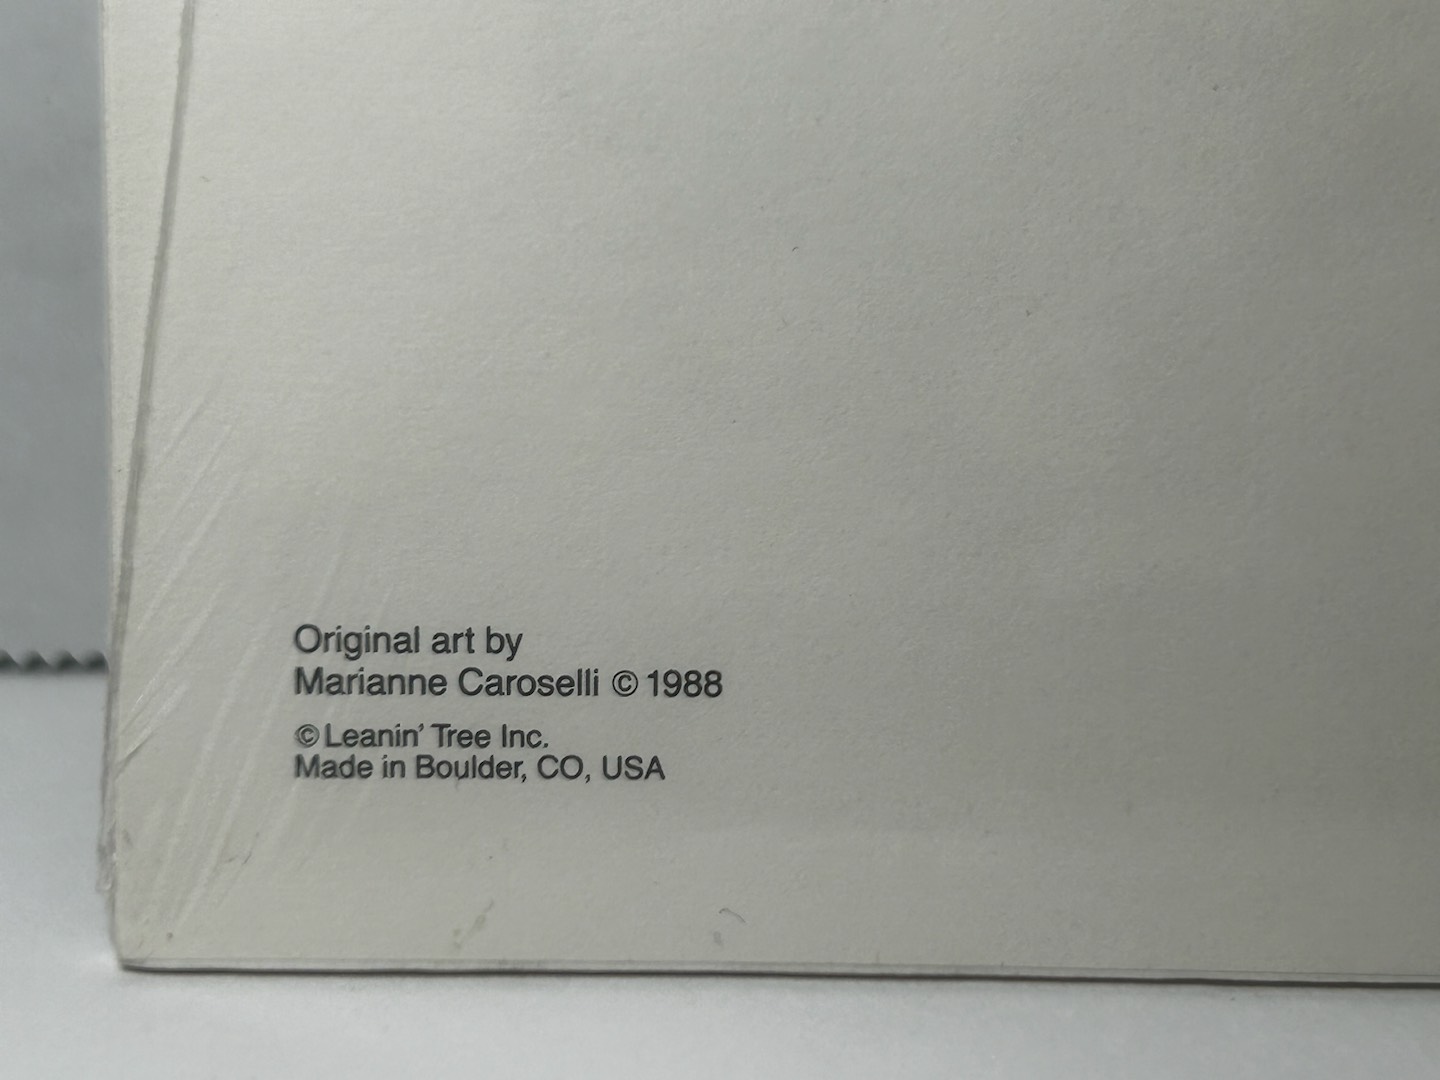 Original art by
Marianne Caroselli © 1988
© Leanin' Tree Inc.
Made in Boulder, CO, USA